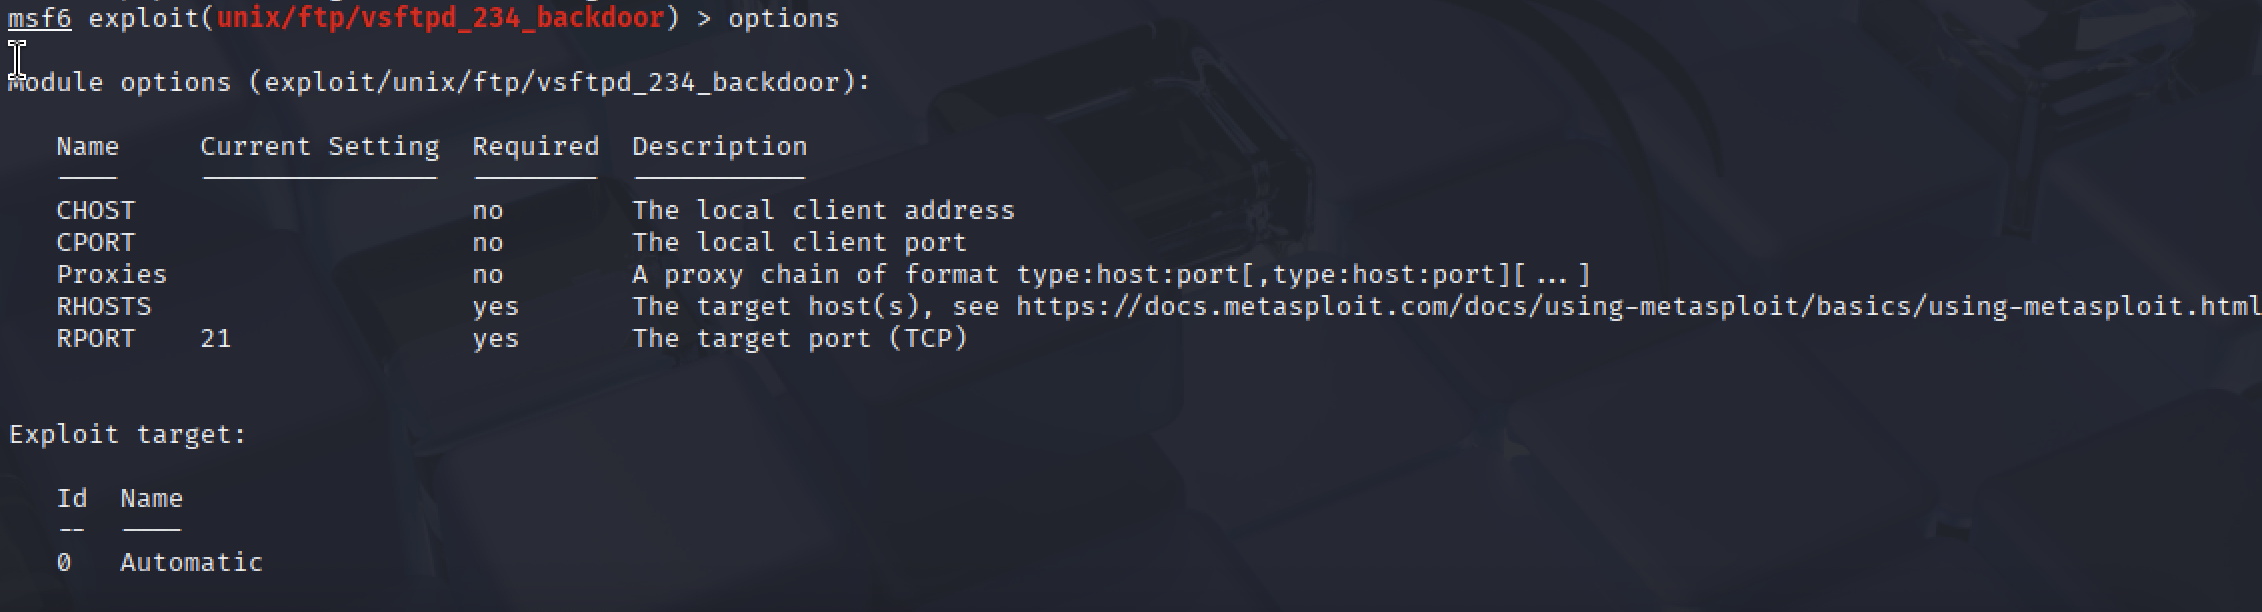 msf6 exploit(unix/ftp/vsftpd_234_backdoor) > options
Module options (exploit/unix/ftp/vsftpd_234_backdoor):
Name Current Setting Required Description
---- --------------- -------- -----------
CHOST no The local client address
CPORT no The local client port
Proxies no A proxy chain of format type:host:port[,type:host:port][ ... ]
RHOSTS yes The target host(s), see https://docs.metasploit.com/docs/using-metasploit/basics/using-metasploit.html
RPORT 21 yes The target port (TCP)
Exploit target:
Id Name
-- ----
0 Automatic